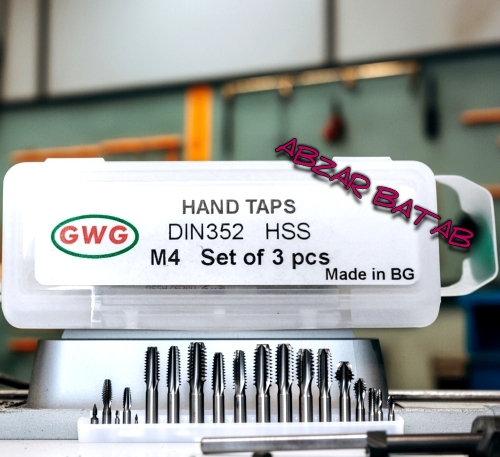 ABZAR BATAB
HAND TAPS
GWG
DIN352 HSS
M4 Set of 3 pcs
Made in BG